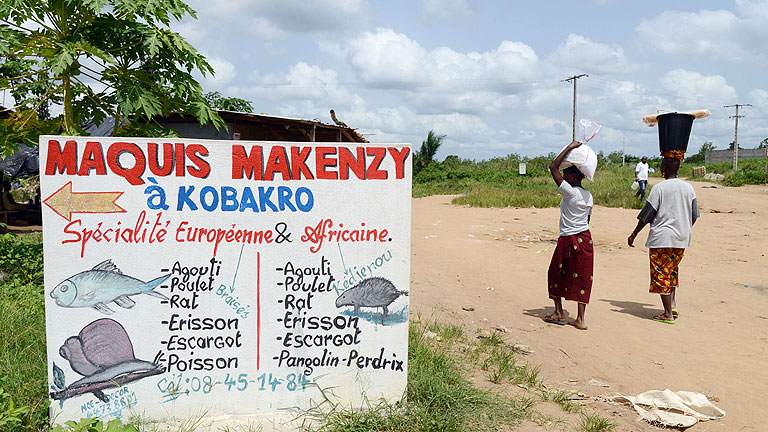 MAQUIS MAKENZY
à KOBAKRO
Spécialité Européenne & Africaine.
-Agouti
-Poulet
-Rat
-Erisson
-Escargot
-Poisson
Braisés
-Agouti
-Poulet
-Rat
-Erisson
-Escargot
-Pangolin-Perdrix
Kédjenou
Cel: 08-45-14-84